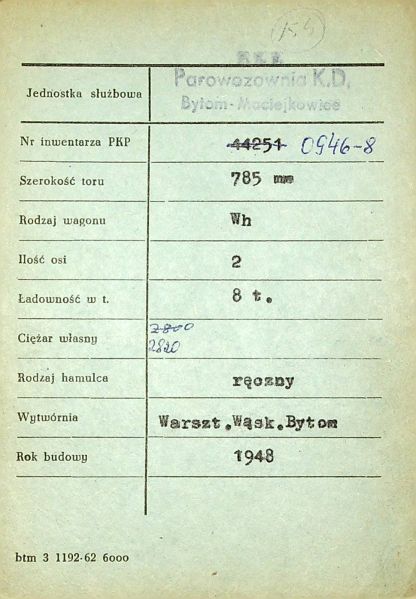 (154)
P.K.P.
Parowozownia K.D.
Jednostka służbowa Bytom-Maciejkowice
Nr inwentarza PKP 44251 0946-8
Szerokość toru 785 mm
Rodzaj wagonu Wh
Ilość osi 2
Ładowność w t. 8 t.
2800
Ciężar własny 2820
Rodzaj hamulca ręczny
Wytwórnia Warszt.Wąsk.Bytom
Rok budowy 1948
btm 3 1192-62 6000